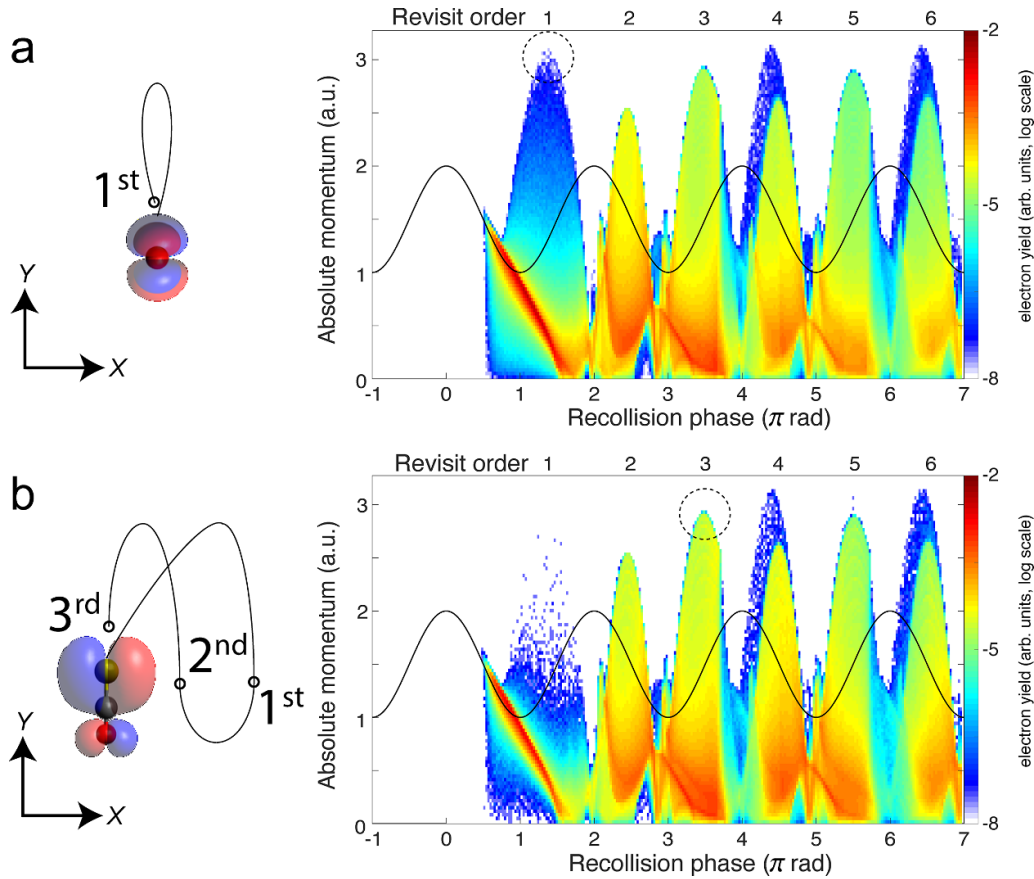 a
1st
Y
X
Revisit order 1 2 3 4 5 6
Absolute momentum (a.u.)
3
2
1
0
-1 0 1 2 3 4 5 6 7
Recollision phase (π rad)
-2
-5
-8
electron yield (arb. units, log scale)
b
3rd
2nd
1st
Y
X
Revisit order 1 2 3 4 5 6
Absolute momentum (a.u.)
3
2
1
0
-1 0 1 2 3 4 5 6 7
Recollision phase (π rad)
-2
-5
-8
electron yield (arb. units, log scale)